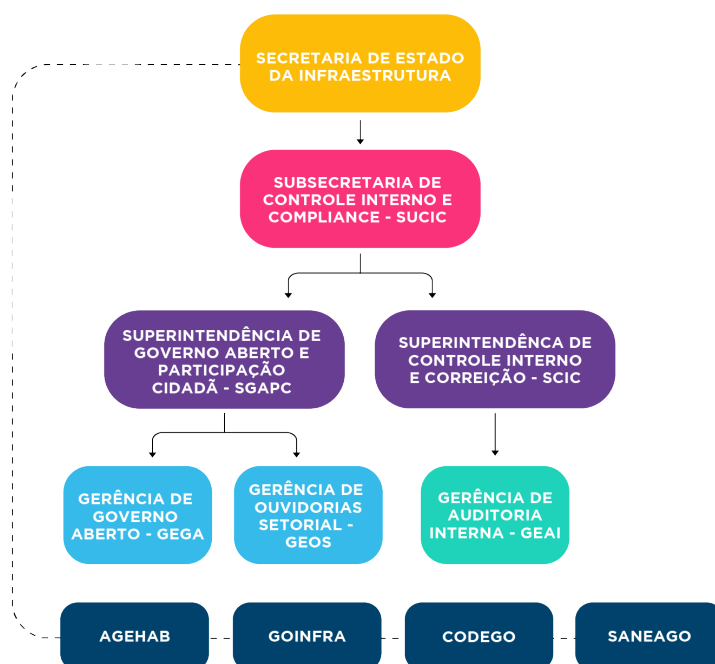 SECRETARIA DE ESTADO
DA INFRAESTRUTURA
SUBSECRETARIA DE
CONTROLE INTERNO E
COMPLIANCE - SUCIC
SUPERINTENDÊNCIA DE
GOVERNO ABERTO E
PARTICIPAÇÃO
CIDADÃ - SGAPC
SUPERINTENDÊNCA DE
CONTROLE INTERNO
E CORREIÇÃO - SCIC
GERÊNCIA DE
GOVERNO
ABERTO - GEGA
GERÊNCIA DE
OUVIDORIAS
SETORIAL -
GEOS
GERÊNCIA DE
AUDITORIA
INTERNA - GEAI
AGEHAB
GOINFRA
CODEGO
SANEAGO